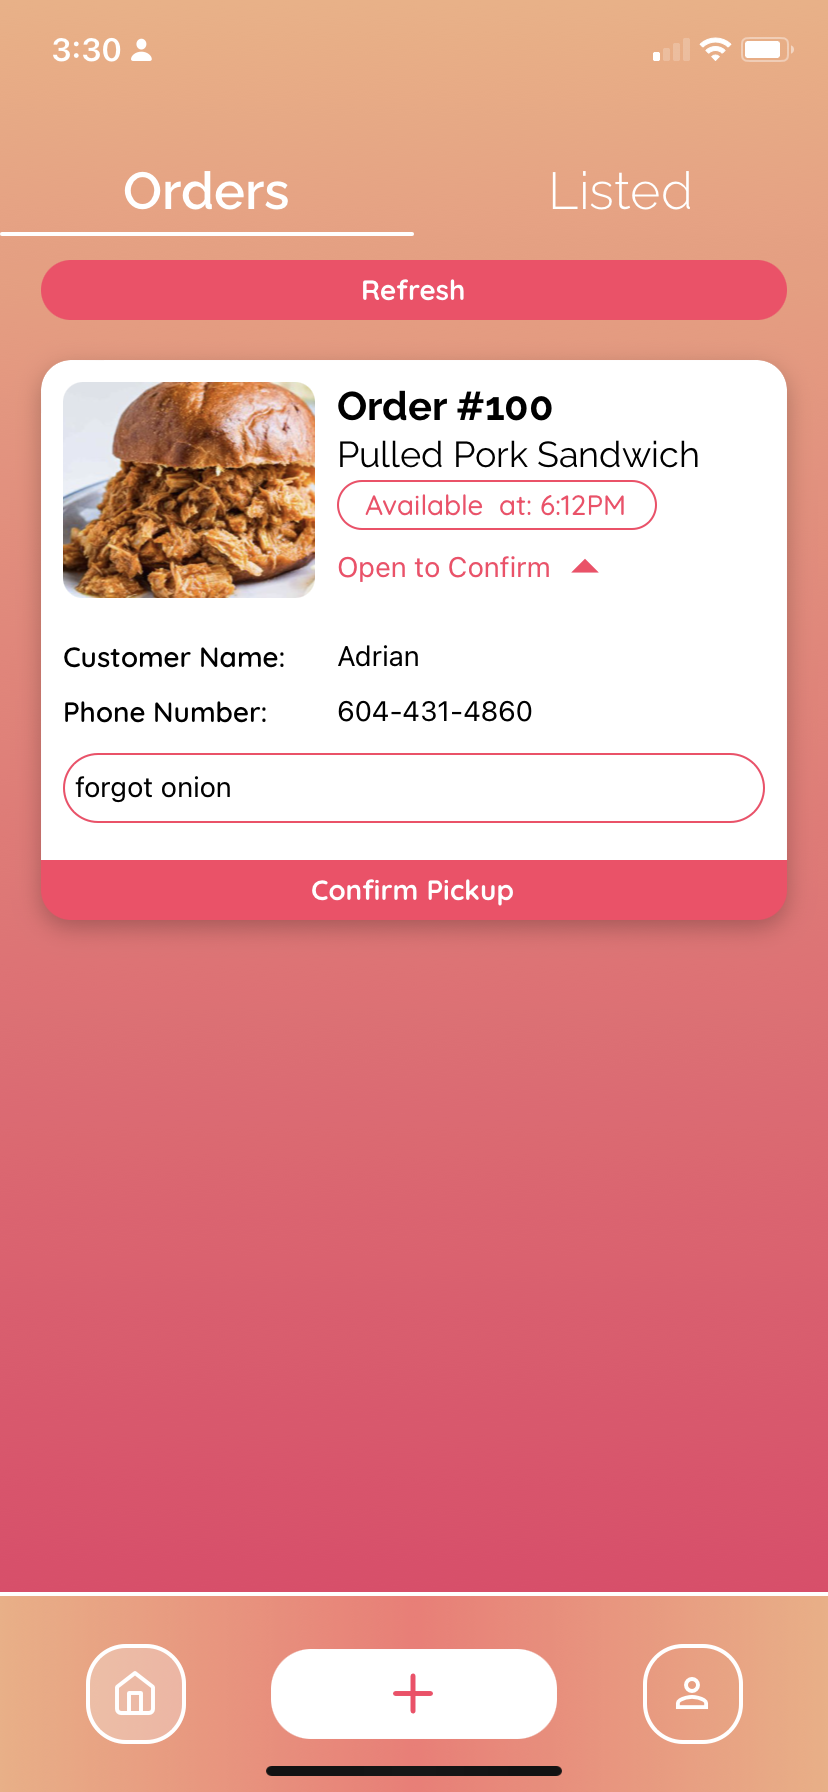 3:30
Orders Listed
Refresh
Order #100
Pulled Pork Sandwich
Available at: 6:12PM
Open to Confirm
Customer Name: Adrian
Phone Number: 604-431-4860
forgot onion
Confirm Pickup